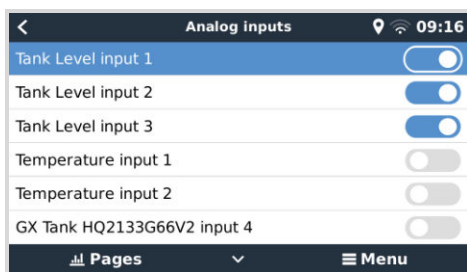 Analog inputs 09:16
Tank Level input 1
Tank Level input 2
Tank Level input 3
Temperature input 1
Temperature input 2
GX Tank HQ2133G66V2 input 4
Pages Menu